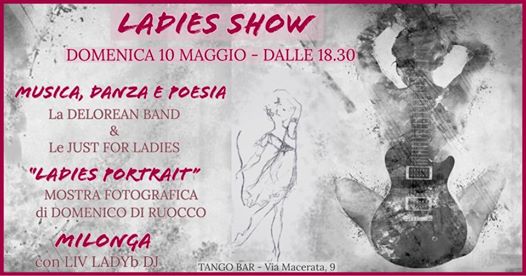 LADIES SHOW
DOMENICA 10 MAGGIO - DALLE 18.30
MUSICA, DANZA E POESIA
La DELOREAN BAND
&
Le JUST FOR LADIES
"LADIES PORTRAIT"
MOSTRA FOTOGRAFICA
di DOMENICO DI RUOCCO
MILONGA
con LIV LADYb DJ
TANGO BAR - Via Macerata, 9